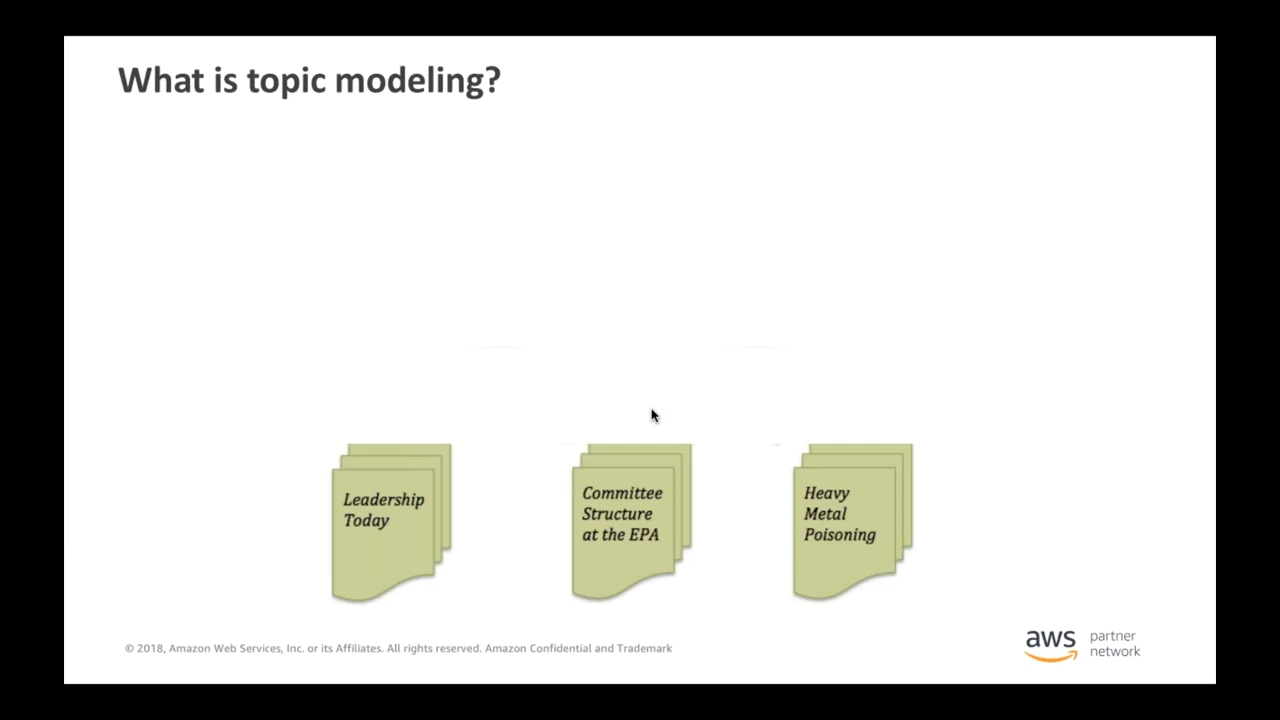 What is topic modeling?
Leadership
Today
Committee
Structure
at the EPA
Heavy
Metal
Poisoning
© 2018, Amazon Web Services, Inc. or its Affiliates. All rights reserved. Amazon Confidential and Trademark
aws
partner
network